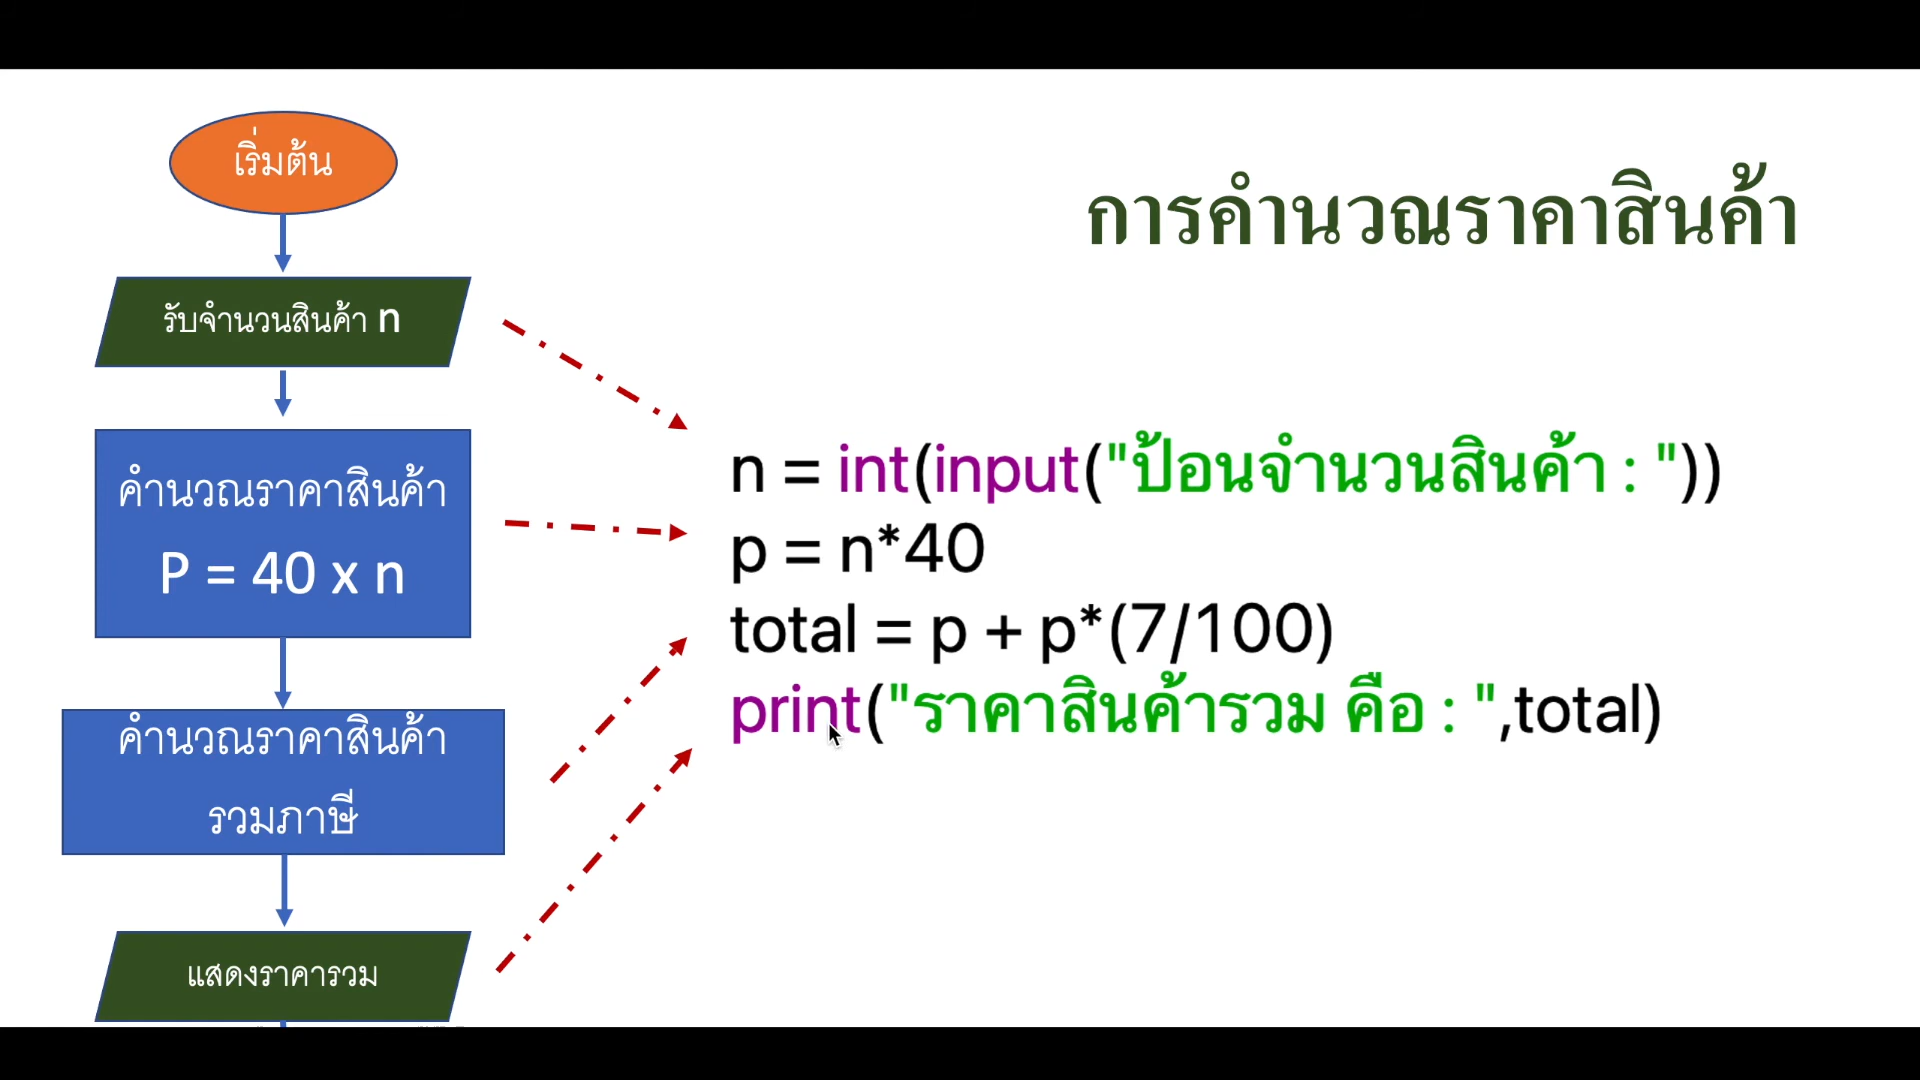 เริ่มต้น
รับจำนวนสินค้า n
คำนวณราคาสินค้า
P = 40 x n
คำนวณราคาสินค้า
รวมภาษี
แสดงราคารวม
การคำนวณราคาสินค้า
n = int(input("ป้อนจำนวนสินค้า : "))
p = n*40
total = p + p*(7/100)
print("ราคาสินค้ารวม คือ : ",total)